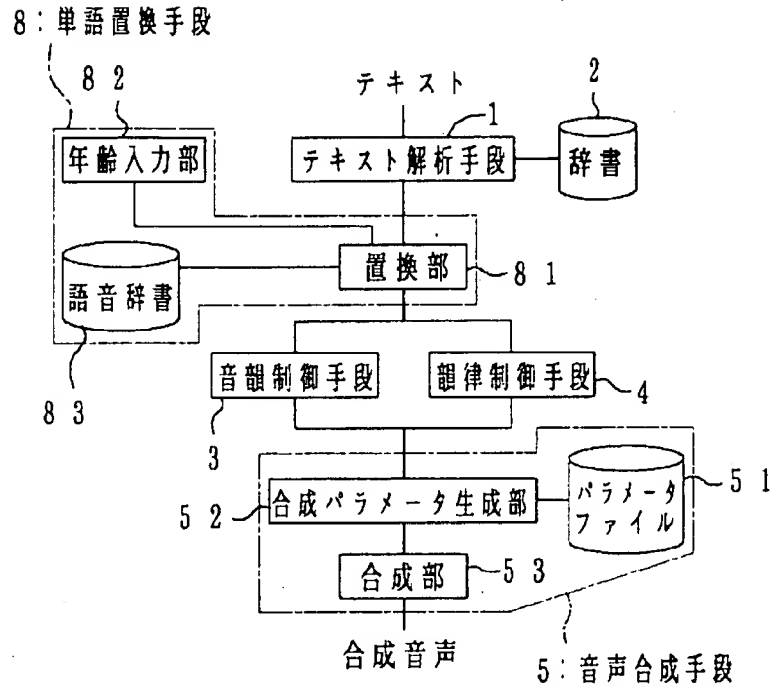 8：単語置換手段
8 2
テキスト
2
1
年齢入力部
テキスト解析手段
辞書
置換部
8 1
語音辞書
8 3
音韻制御手段
3
韻律制御手段
4
合成パラメータ生成部
5 2
パラメータ
ファイル
5 1
合成部
5 3
合成音声
5：音声合成手段